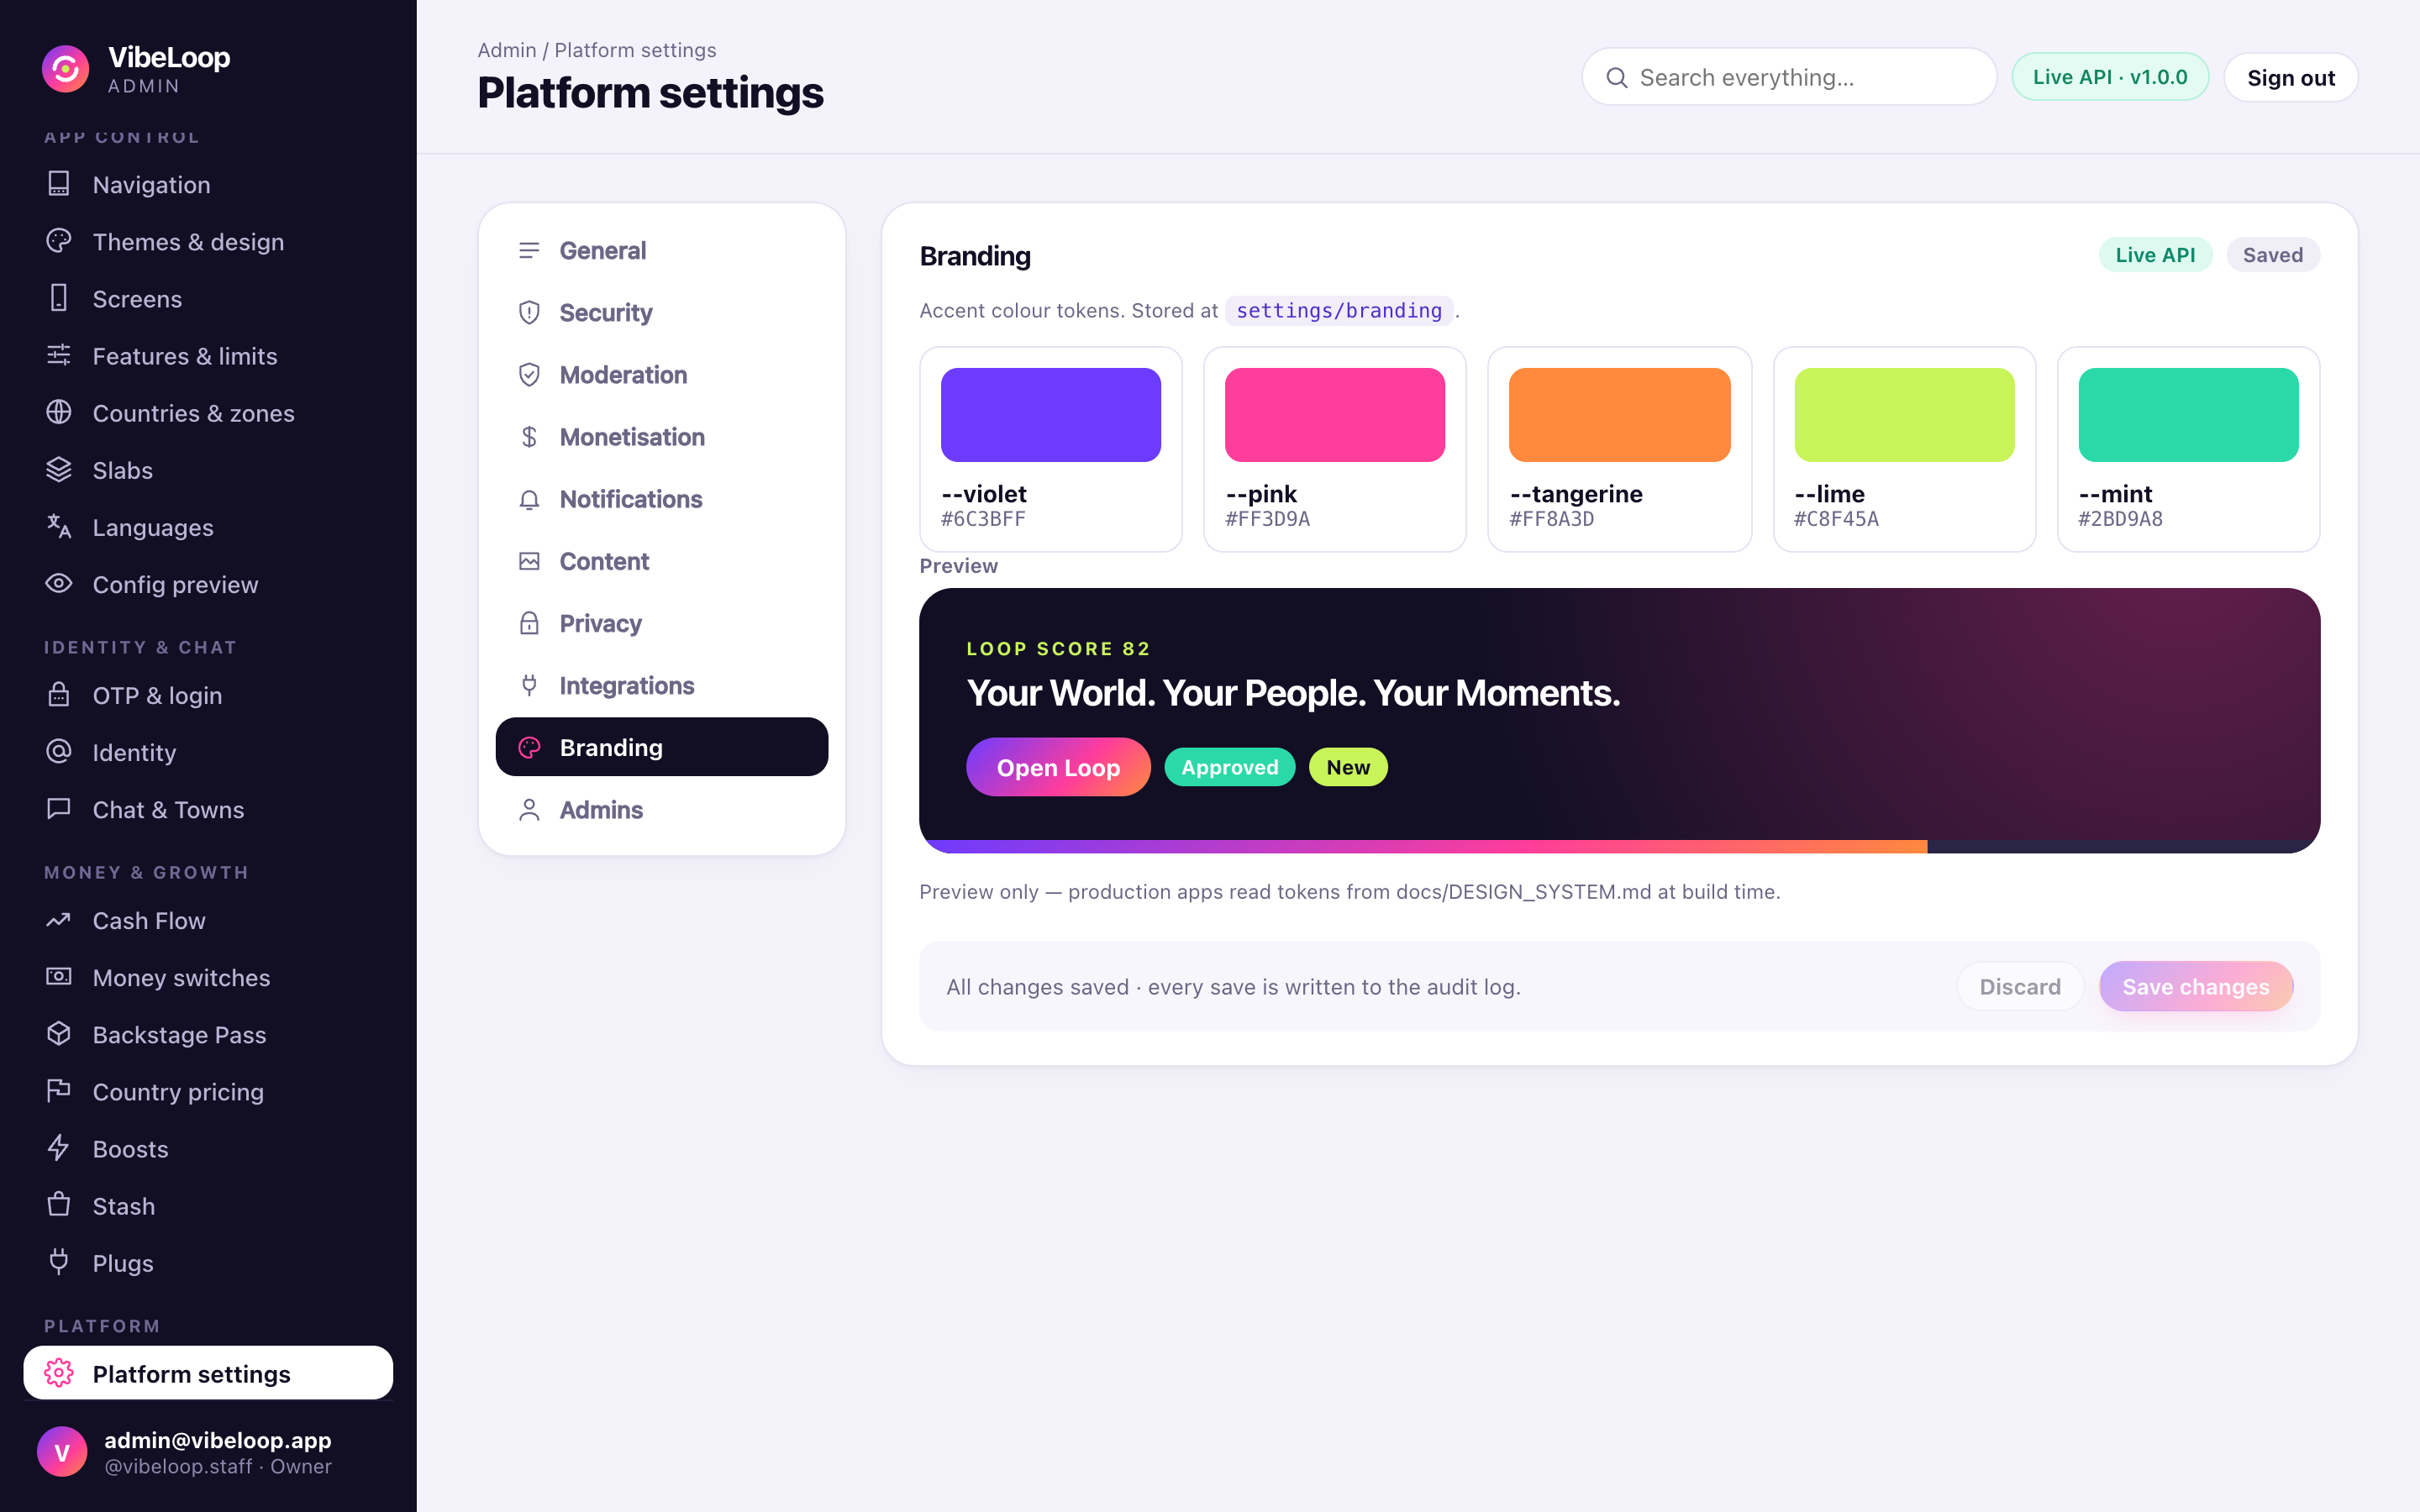 VibeLoop
ADMIN
APP CONTROL
Navigation
Themes & design
Screens
Features & limits
Countries & zones
Slabs
Languages
Config preview
IDENTITY & CHAT
OTP & login
Identity
Chat & Towns
MONEY & GROWTH
Cash Flow
Money switches
Backstage Pass
Country pricing
Boosts
Stash
Plugs
PLATFORM
Platform settings
V
admin@vibeloop.app
@vibeloop.staff · Owner
Admin / Platform settings
Platform settings
Search everything...
Live API · v1.0.0
Sign out
General
Security
Moderation
Monetisation
Notifications
Content
Privacy
Integrations
Branding
Admins
Branding
Live API
Saved
Accent colour tokens. Stored at settings/branding.
--violet
#6C3BFF
--pink
#FF3D9A
--tangerine
#FF8A3D
--lime
#C8F45A
--mint
#2BD9A8
Preview
LOOP SCORE 82
Your World. Your People. Your Moments.
Open Loop
Approved
New
Preview only — production apps read tokens from docs/DESIGN_SYSTEM.md at build time.
All changes saved · every save is written to the audit log.
Discard
Save changes